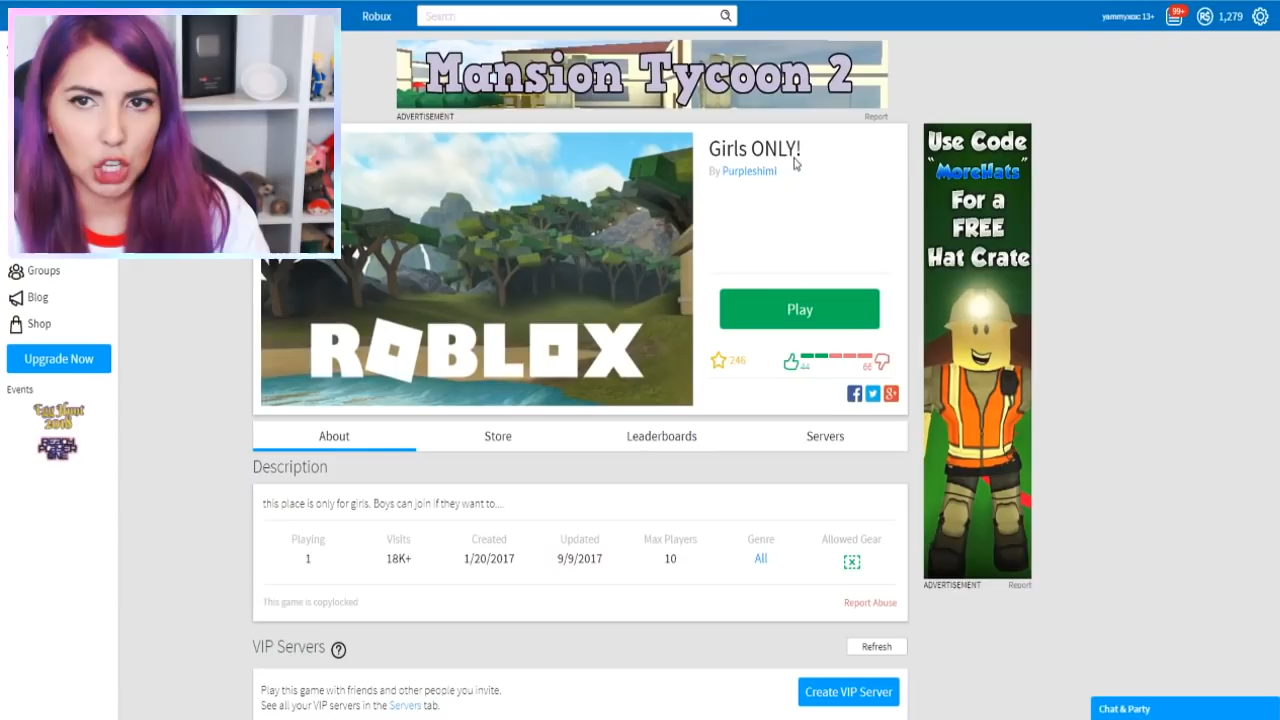 Robux
Search
yammyxox: 13+
99+
1,279
Mansion Tycoon 2
ADVERTISEMENT
Report
Girls ONLY!
By Purpleshim1
ROBLOX
Play
246
44
66
Use Code
"MoreHats"
For a
FREE
Hat Crate
ADVERTISEMENT
Report
Groups
Blog
Shop
Upgrade Now
Events
Egg Hunt
2018
About
Store
Leaderboards
Servers
Description
this place is only for girls. Boys can join if they want to....
Playing
Visits
Created
Updated
Max Players
Genre
Allowed Gear
1
18K+
1/20/2017
9/9/2017
10
All
This game is copylocked
Report Abuse
VIP Servers
Refresh
Play this game with friends and other people you invite.
See all your VIP servers in the Servers tab.
Create VIP Server
Chat & Party